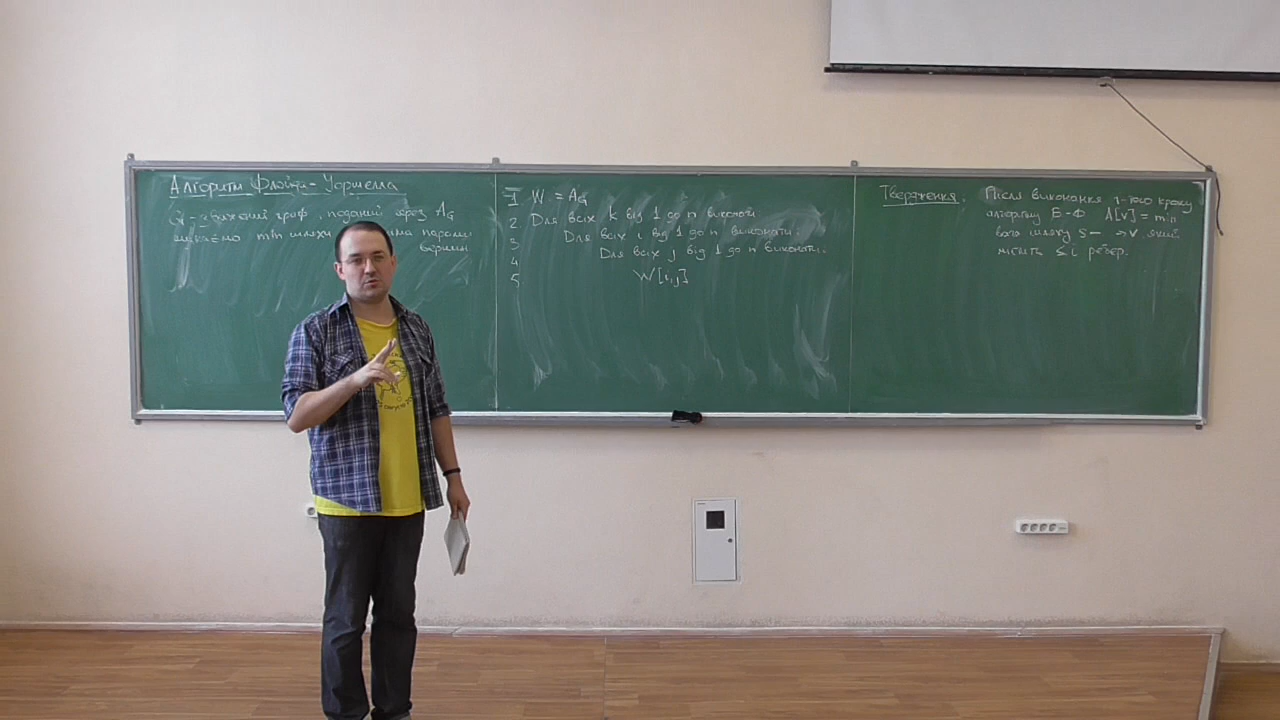 Алгоритм Флойда-Уоршелла
G - зважений граф, поданий через A_G
шукаємо min шляхи парами
вершин
1 W = A_G
2. Для всіх k від 1 до n виконати:
3 Для всіх i від 1 до n виконати:
4 Для всіх j від 1 до n виконати:
5 W[i,j]
Твердження. Після виконання i-того кроку
алгоритму Б-Ф Λ[v] = min
шляху s – → v, який
містить ≤ i ребер.